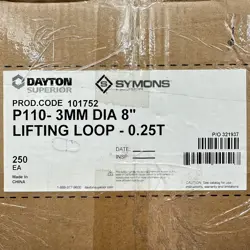 DAYTON SUPERIOR
SYMONS
PROD.CODE 101752
P110- 3MM DIA 8"
LIFTING LOOP - 0.25T
P/O 321937
DATE
250
EA
INSP
Made in
CHINA